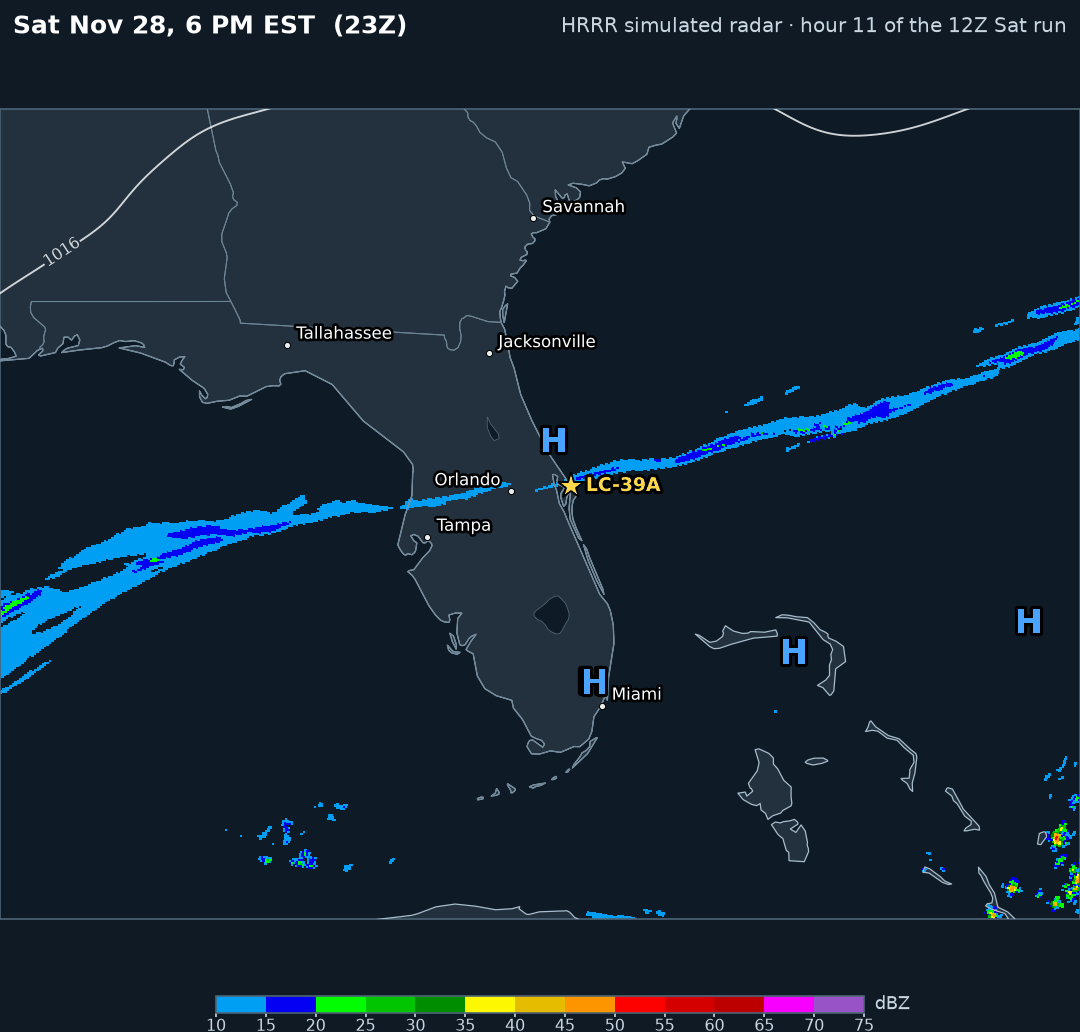 Sat Nov 28, 6 PM EST (23Z)
HRRR simulated radar · hour 11 of the 12Z Sat run
1016
Savannah
Tallahassee
Jacksonville
H
Orlando
LC-39A
Tampa
H
H
H
Miami
dBZ
10 15 20 25 30 35 40 45 50 55 60 65 70 75